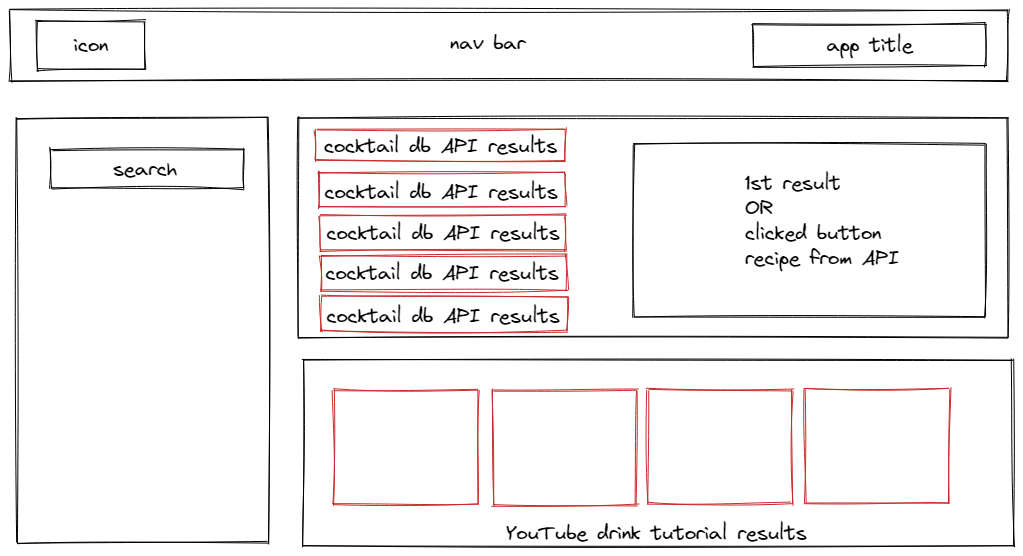 icon
nav bar
app title
search
cocktail db API results
cocktail db API results
cocktail db API results
cocktail db API results
cocktail db API results
1st result
OR
clicked button
recipe from API
YouTube drink tutorial results